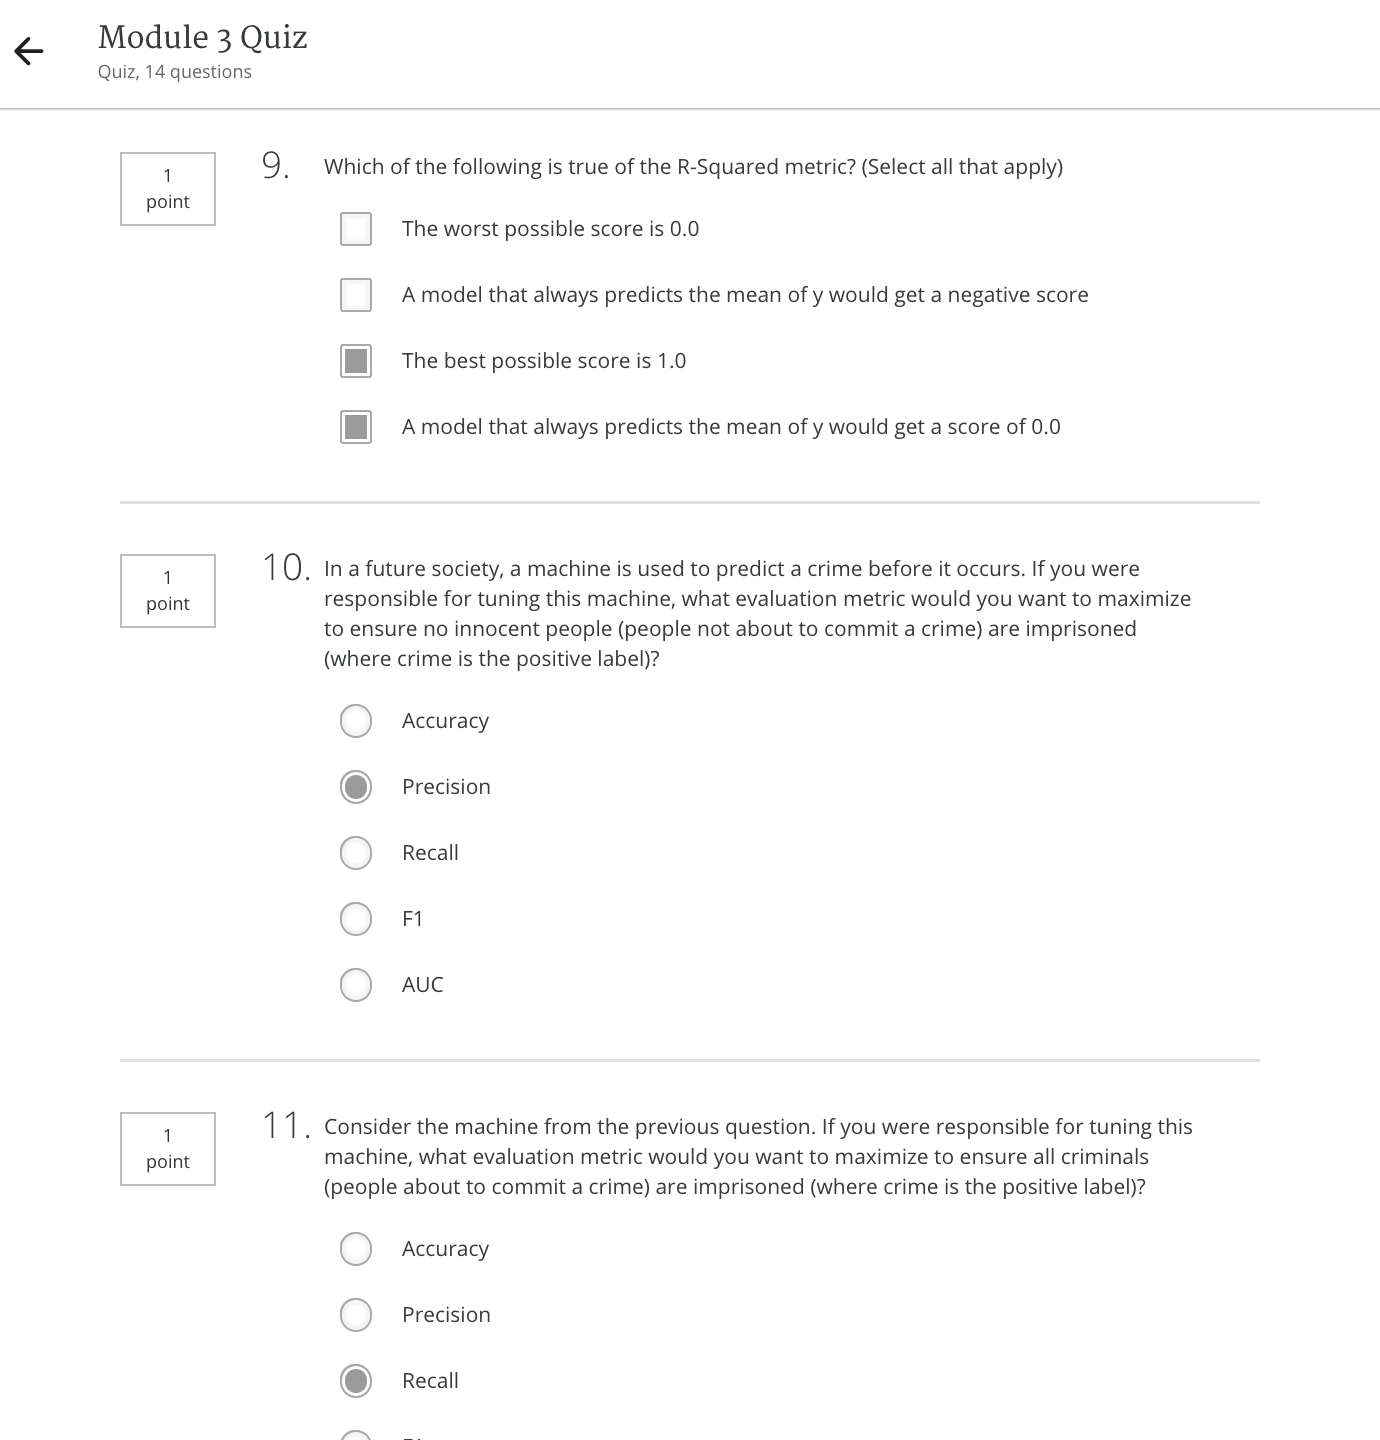 Module 3 Quiz
Quiz, 14 questions
1
point
9.
Which of the following is true of the R-Squared metric? (Select all that apply)
The worst possible score is 0.0
A model that always predicts the mean of y would get a negative score
The best possible score is 1.0
A model that always predicts the mean of y would get a score of 0.0
1
point
10.
In a future society, a machine is used to predict a crime before it occurs. If you were
responsible for tuning this machine, what evaluation metric would you want to maximize
to ensure no innocent people (people not about to commit a crime) are imprisoned
(where crime is the positive label)?
Accuracy
Precision
Recall
F1
AUC
1
point
11.
Consider the machine from the previous question. If you were responsible for tuning this
machine, what evaluation metric would you want to maximize to ensure all criminals
(people about to commit a crime) are imprisoned (where crime is the positive label)?
Accuracy
Precision
Recall